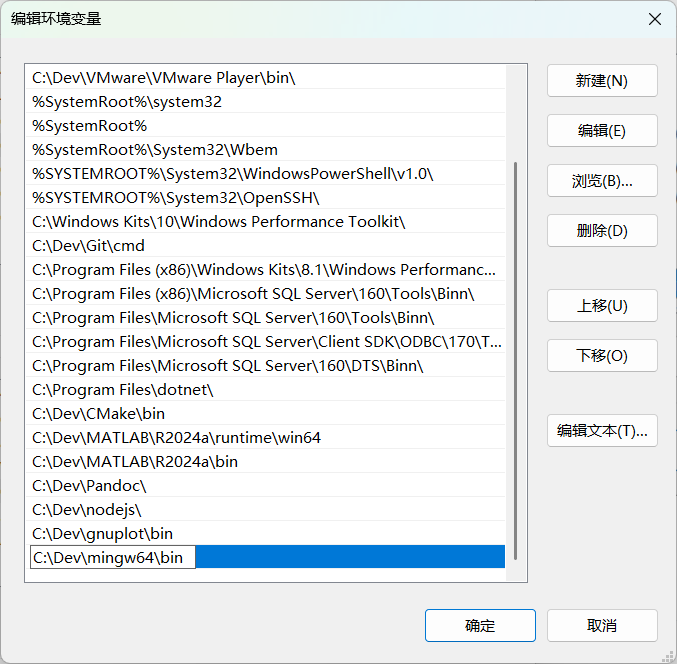 编辑环境变量
C:\Dev\VMware\VMware Player\bin\
%SystemRoot%\system32
%SystemRoot%
%SystemRoot%\System32\Wbem
%SYSTEMROOT%\System32\WindowsPowerShell\v1.0\
%SYSTEMROOT%\System32\OpenSSH\
C:\Windows Kits\10\Windows Performance Toolkit\
C:\Dev\Git\cmd
C:\Program Files (x86)\Windows Kits\8.1\Windows Performanc...
C:\Program Files (x86)\Microsoft SQL Server\160\Tools\Binn\
C:\Program Files\Microsoft SQL Server\160\Tools\Binn\
C:\Program Files\Microsoft SQL Server\Client SDK\ODBC\170\T...
C:\Program Files\Microsoft SQL Server\160\DTS\Binn\
C:\Program Files\dotnet\
C:\Dev\CMake\bin
C:\Dev\MATLAB\R2024a\runtime\win64
C:\Dev\MATLAB\R2024a\bin
C:\Dev\Pandoc\
C:\Dev\nodejs\
C:\Dev\gnuplot\bin
C:\Dev\mingw64\bin
新建(N)
编辑(E)
浏览(B)...
删除(D)
上移(U)
下移(O)
编辑文本(T)...
确定
取消